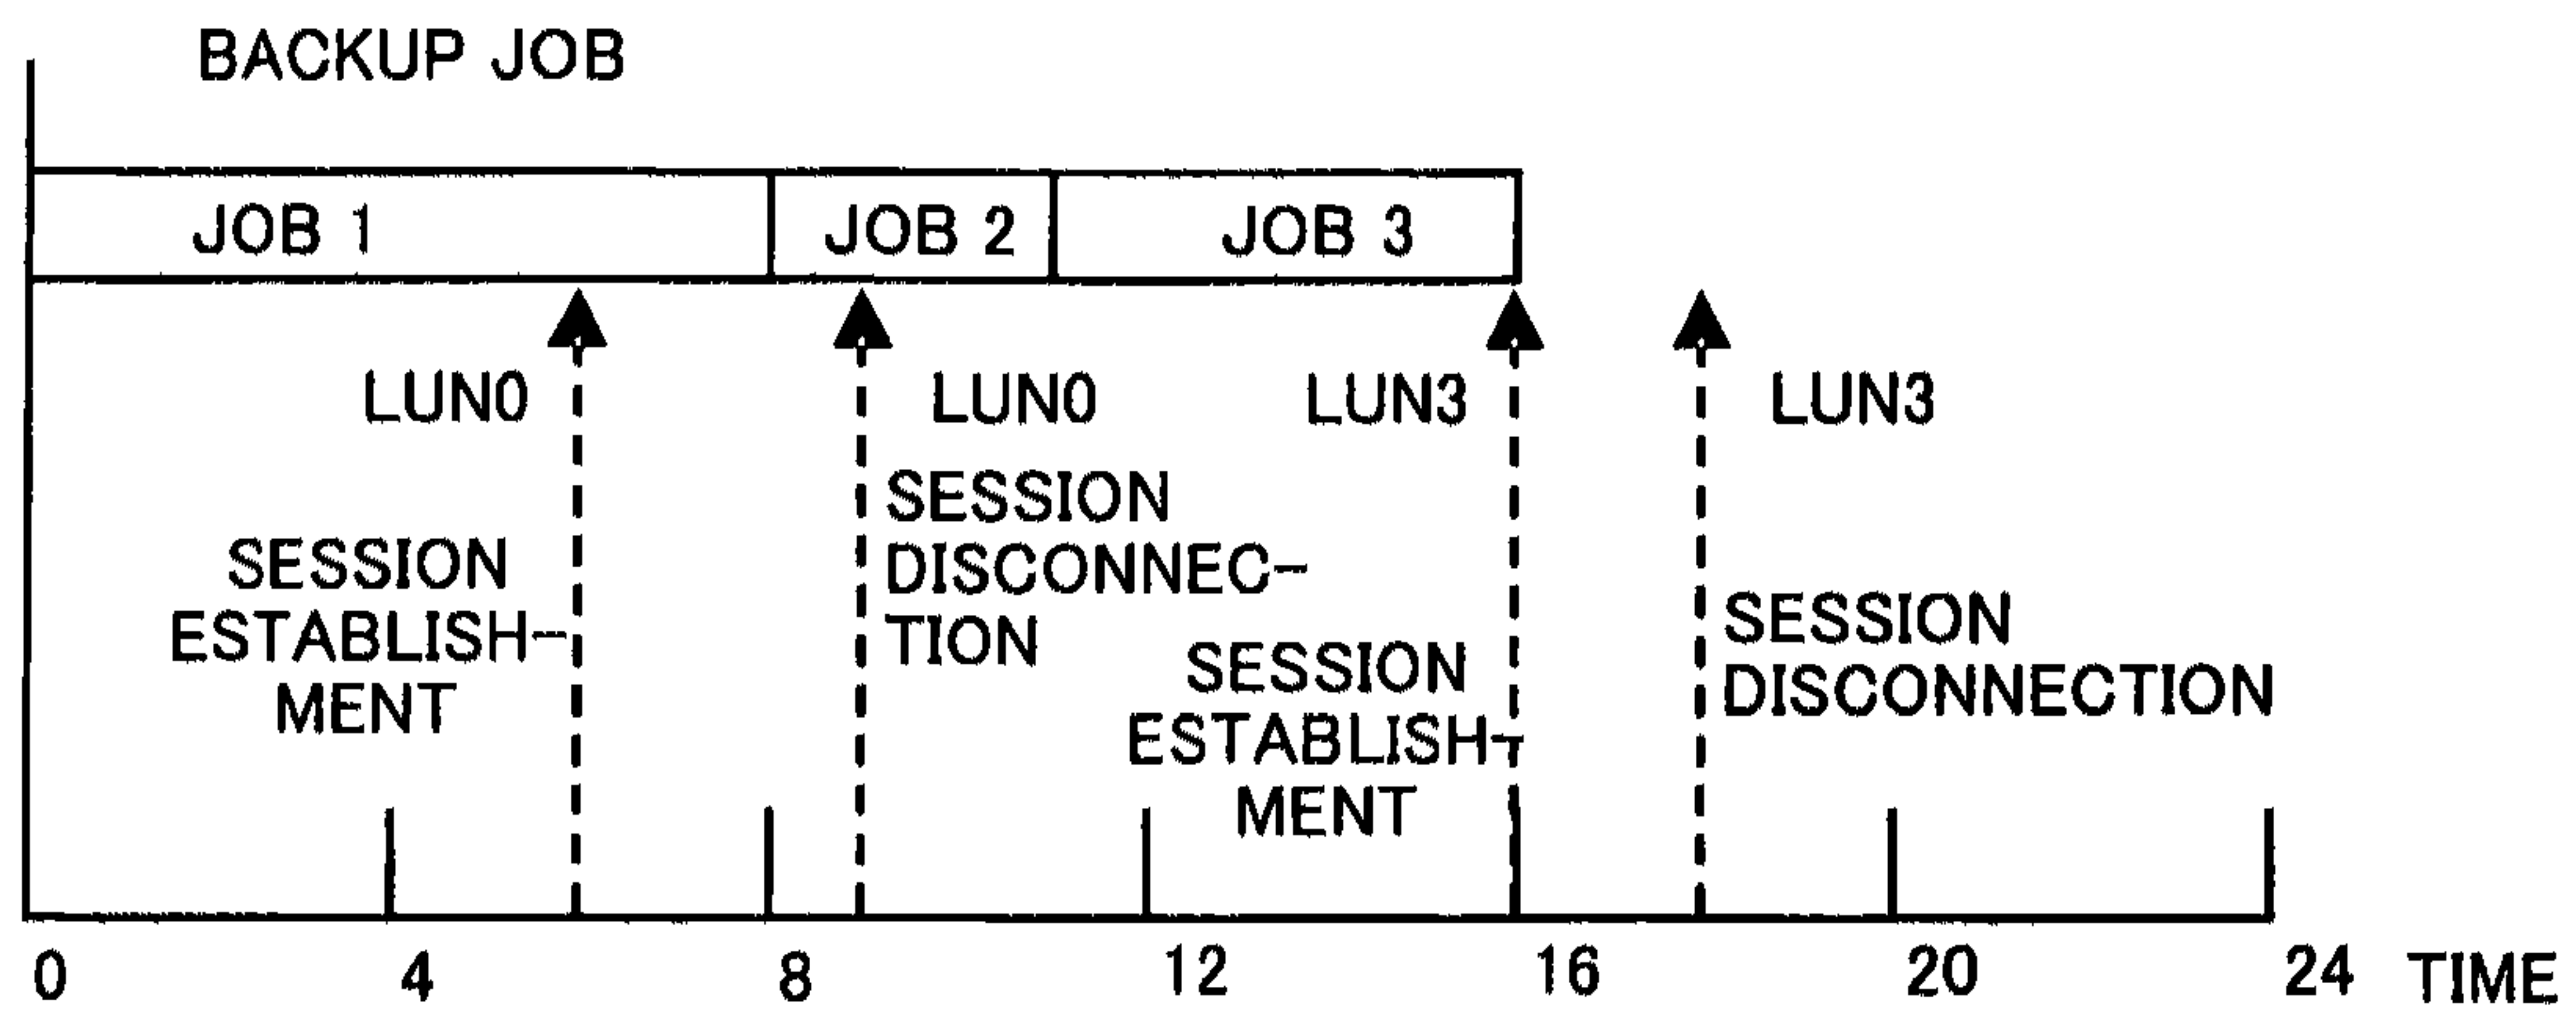 BACKUP JOB
JOB 1
JOB 2
JOB 3
LUN0
LUN0
LUN3
LUN3
SESSION
ESTABLISH-
MENT
SESSION
DISCONNEC-
TION
SESSION
ESTABLISH-
MENT
SESSION
DISCONNECTION
0
4
8
12
16
20
24
TIME